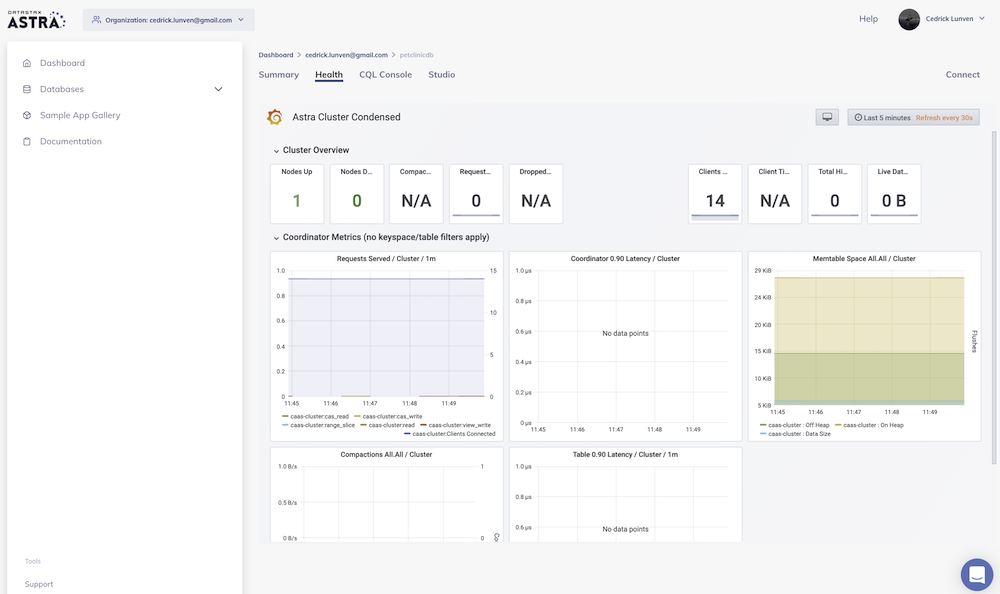 DATASTAX
ASTRA
Organization: cedrick.lunven@gmail.com
Help
Cedrick Lunven
Dashboard
Databases
Sample App Gallery
Documentation
Tools
Support
Dashboard > cedrick.lunven@gmail.com > petclinicdb
Summary Health CQL Console Studio Connect
Astra Cluster Condensed
Last 5 minutes Refresh every 30s
Cluster Overview
Nodes Up
1
Nodes D...
0
Compac...
N/A
Request...
0
Dropped...
N/A
Clients ...
14
Client Ti...
N/A
Total Hi...
0
Live Dat...
0 B
Coordinator Metrics (no keyspace/table filters apply)
Requests Served / Cluster / 1m
1.0
0.8
0.6
0.4
0.2
0
15
10
5
0
11:45 11:46 11:47 11:48 11:49
caas-cluster:cas_read caas-cluster:cas_write
caas-cluster:range_slice caas-cluster:read caas-cluster:view_write
caas-cluster:Clients Connected
Coordinator 0.90 Latency / Cluster
1.0 µs
0.8 µs
0.6 µs
0.4 µs
0.2 µs
0 µs
No data points
11:45 11:46 11:47 11:48 11:49
Memtable Space All.All / Cluster
29 KiB
24 KiB
20 KiB
15 KiB
10 KiB
5 KiB
Flushes
11:45 11:46 11:47 11:48 11:49
caas-cluster : Off Heap caas-cluster : On Heap
caas-cluster : Data Size
Compactions All.All / Cluster
1.0 B/s
0.5 B/s
0 B/s
1
0
Co
Table 0.90 Latency / Cluster / 1m
1.0 µs
0.8 µs
0.6 µs
No data points